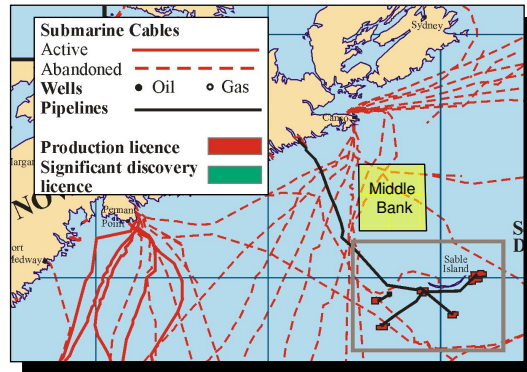 Submarine Cables
Active
Abandoned
Wells
Oil
Gas
Pipelines
Production licence
Significant discovery
licence
Sydney
Canso
Middle
Bank
NOV
Pennant
Point
Sable
Island
S
D